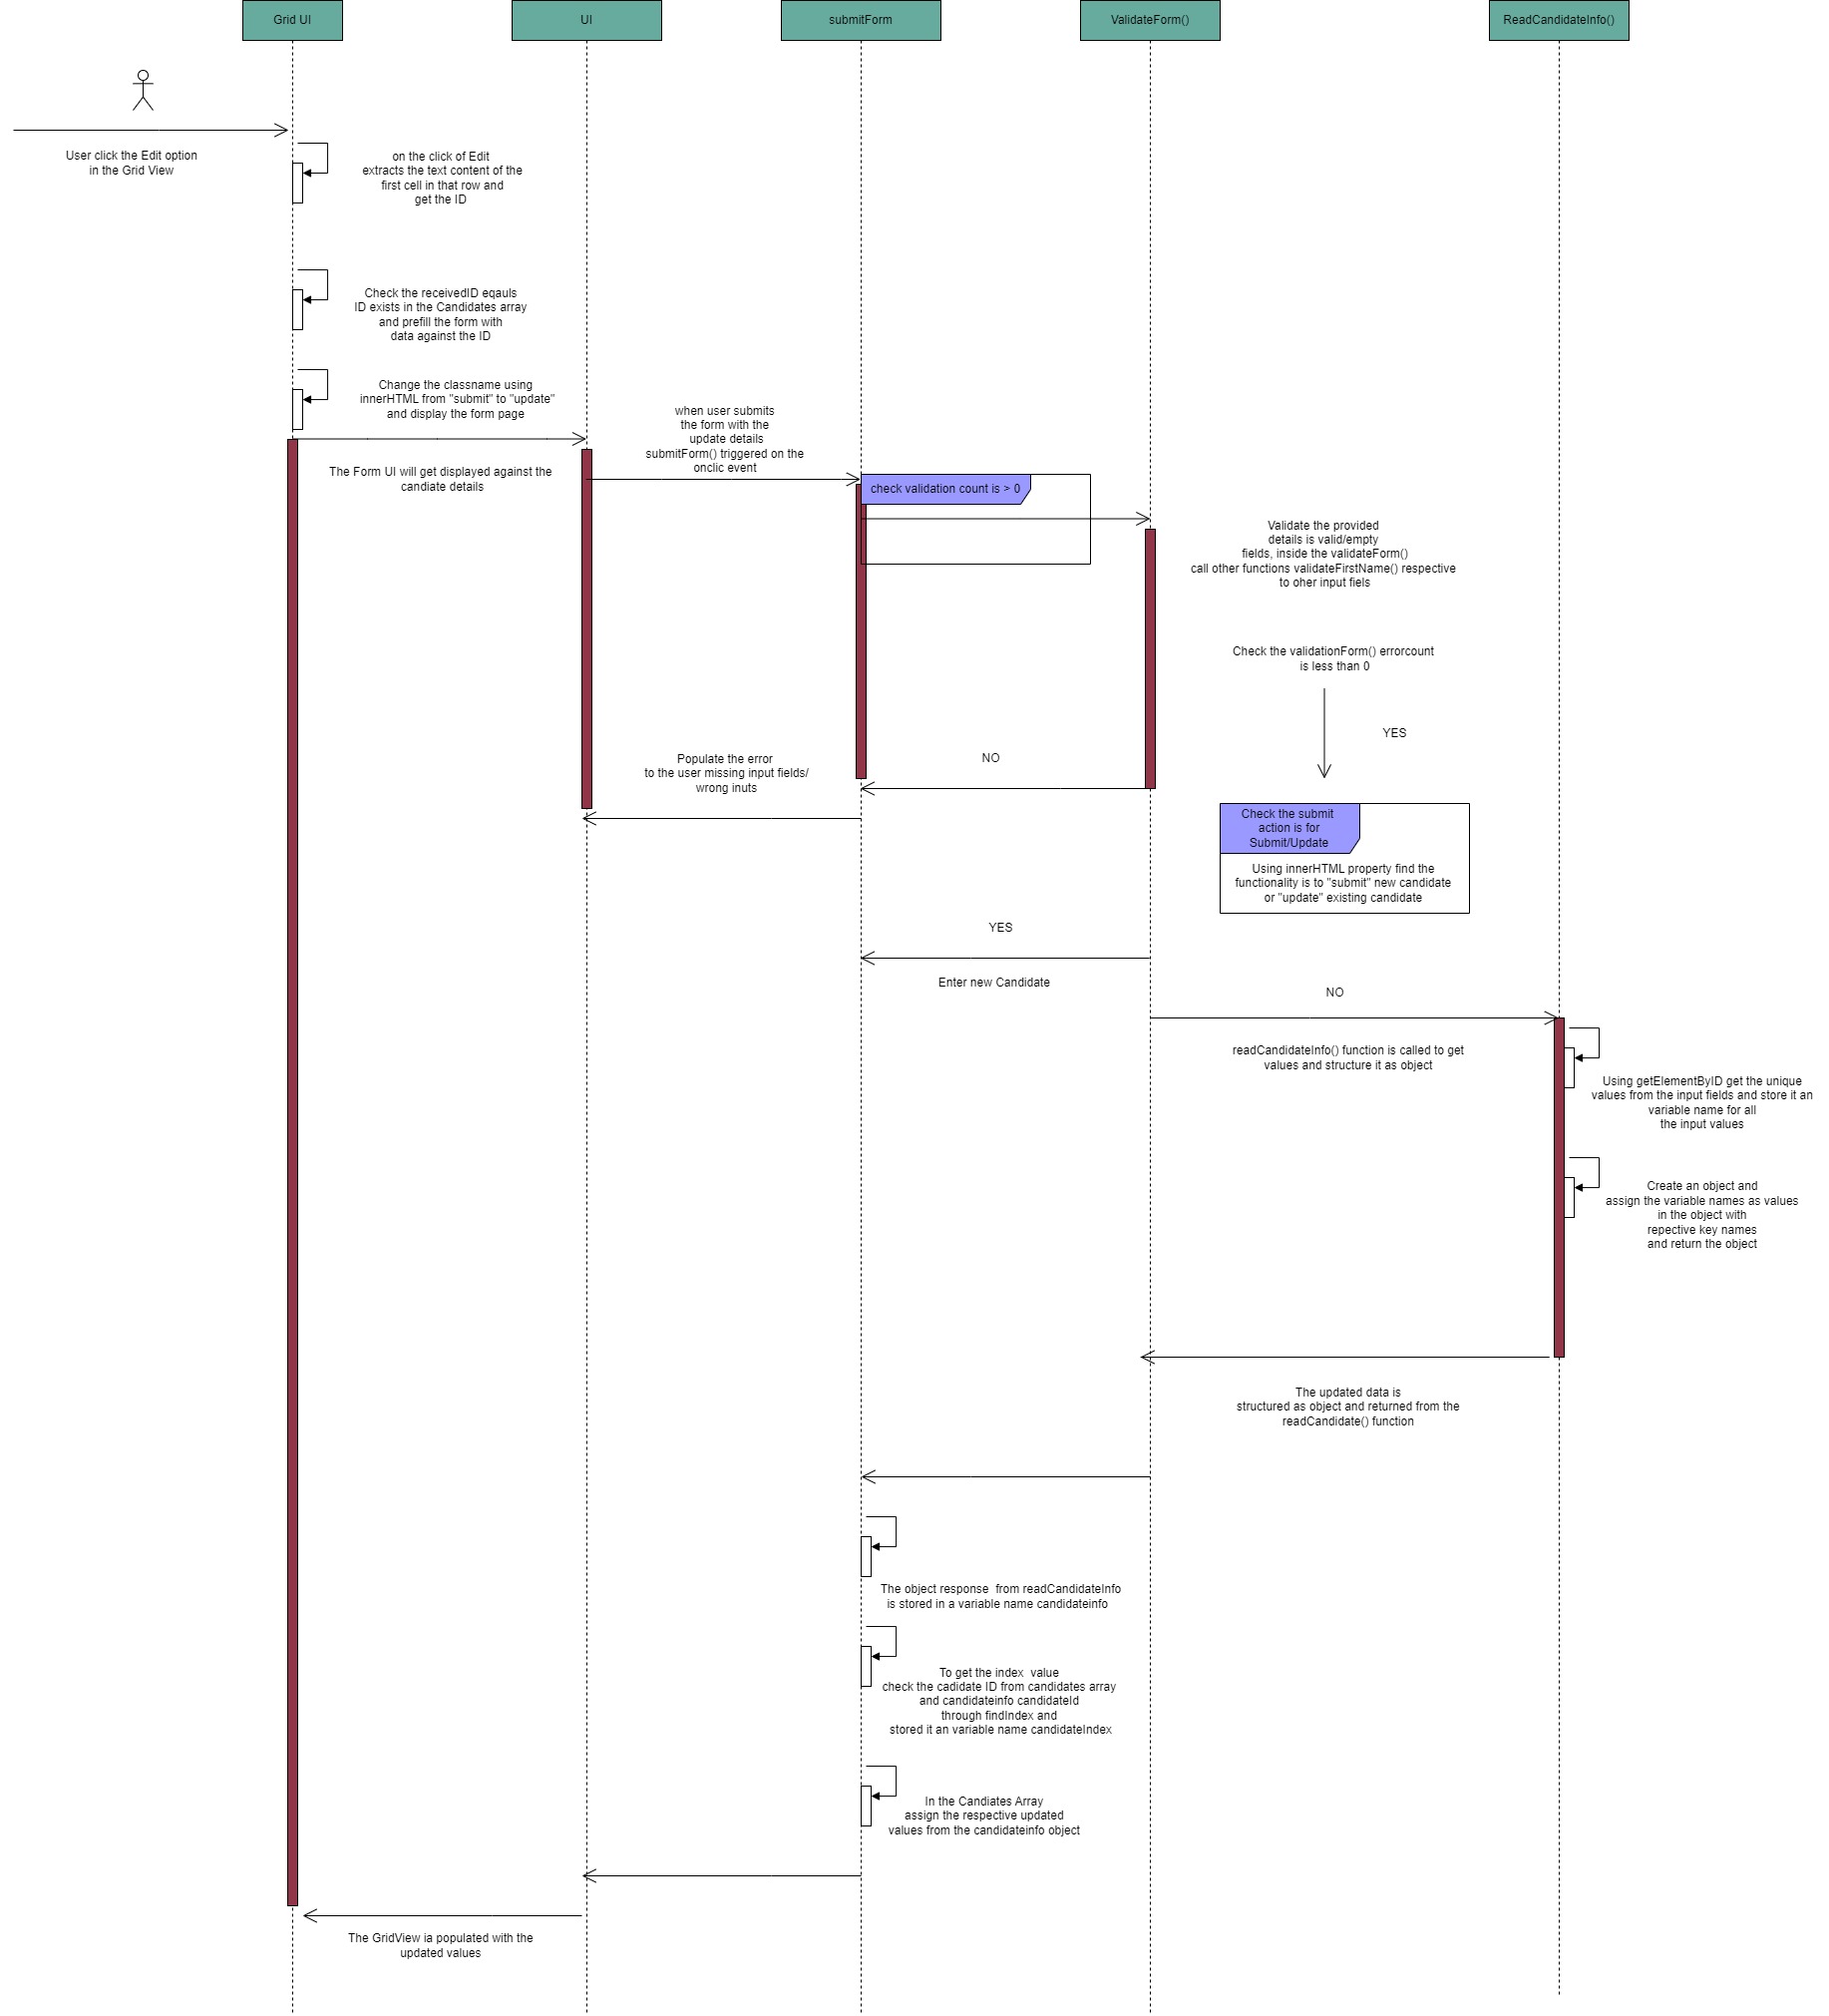 Grid UI
UI
submitForm
ValidateForm()
ReadCandidateInfo()
User click the Edit option
in the Grid View
on the click of Edit
extracts the text content of the
first cell in that row and
get the ID
Check the receivedID eqauls
ID exists in the Candidates array
and prefill the form with
data against the ID
Change the classname using
innerHTML from "submit" to "update"
and display the form page
The Form UI will get displayed against the
candiate details
when user submits
the form with the
update details
submitForm() triggered on the
onclic event
check validation count is > 0
Validate the provided
details is valid/empty
fields, inside the validateForm()
call other functions validateFirstName() respective
to oher input fiels
Check the validationForm() errorcount
is less than 0
YES
NO
Populate the error
to the user missing input fields/
wrong inuts
Check the submit
action is for
Submit/Update
Using innerHTML property find the
functionality is to "submit" new candidate
or "update" existing candidate
YES
Enter new Candidate
NO
readCandidateInfo() function is called to get
values and structure it as object
Using getElementByID get the unique
values from the input fields and store it an
variable name for all
the input values
Create an object and
assign the variable names as values
in the object with
repective key names
and return the object
The updated data is
structured as object and returned from the
readCandidate() function
The object response  from readCandidateInfo
is stored in a variable name candidateinfo
To get the index  value
check the cadidate ID from candidates array
and candidateinfo candidateId
through findIndex and
stored it an variable name candidateIndex
In the Candiates Array
assign the respective updated
values from the candidateinfo object
The GridView ia populated with the
updated values